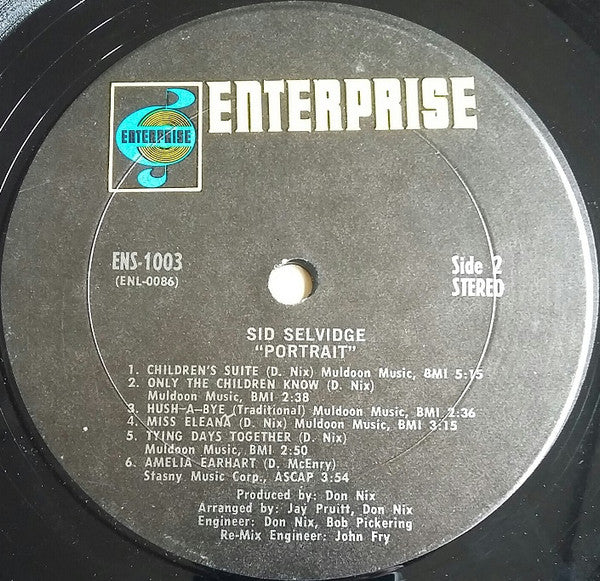 ENTERPRISE
ENTERPRISE
ENS-1003
(ENL-0086)
Side 2
STEREO
SID SELVIDGE
“PORTRAIT”
1. CHILDREN'S SUITE (D. Nix) Muldoon Music, BMI 5:15
2. ONLY THE CHILDREN KNOW (D. Nix)
Muldoon Music, BMI 2:38
3. HUSH-A-BYE (Traditional) Muldoon Music, BMI 2:36
4. MISS ELEANA (D. Nix) Muldoon Music, BMI 3:15
5. TYING DAYS TOGETHER (D. Nix)
Muldoon Music, BMI 2:50
6. AMELIA EARHART (D. McEnry)
Stasny Music Corp., ASCAP 3:54
Produced by: Don Nix
Arranged by: Jay Pruitt, Don Nix
Engineer: Don Nix, Bob Pickering
Re-Mix Engineer: John Fry